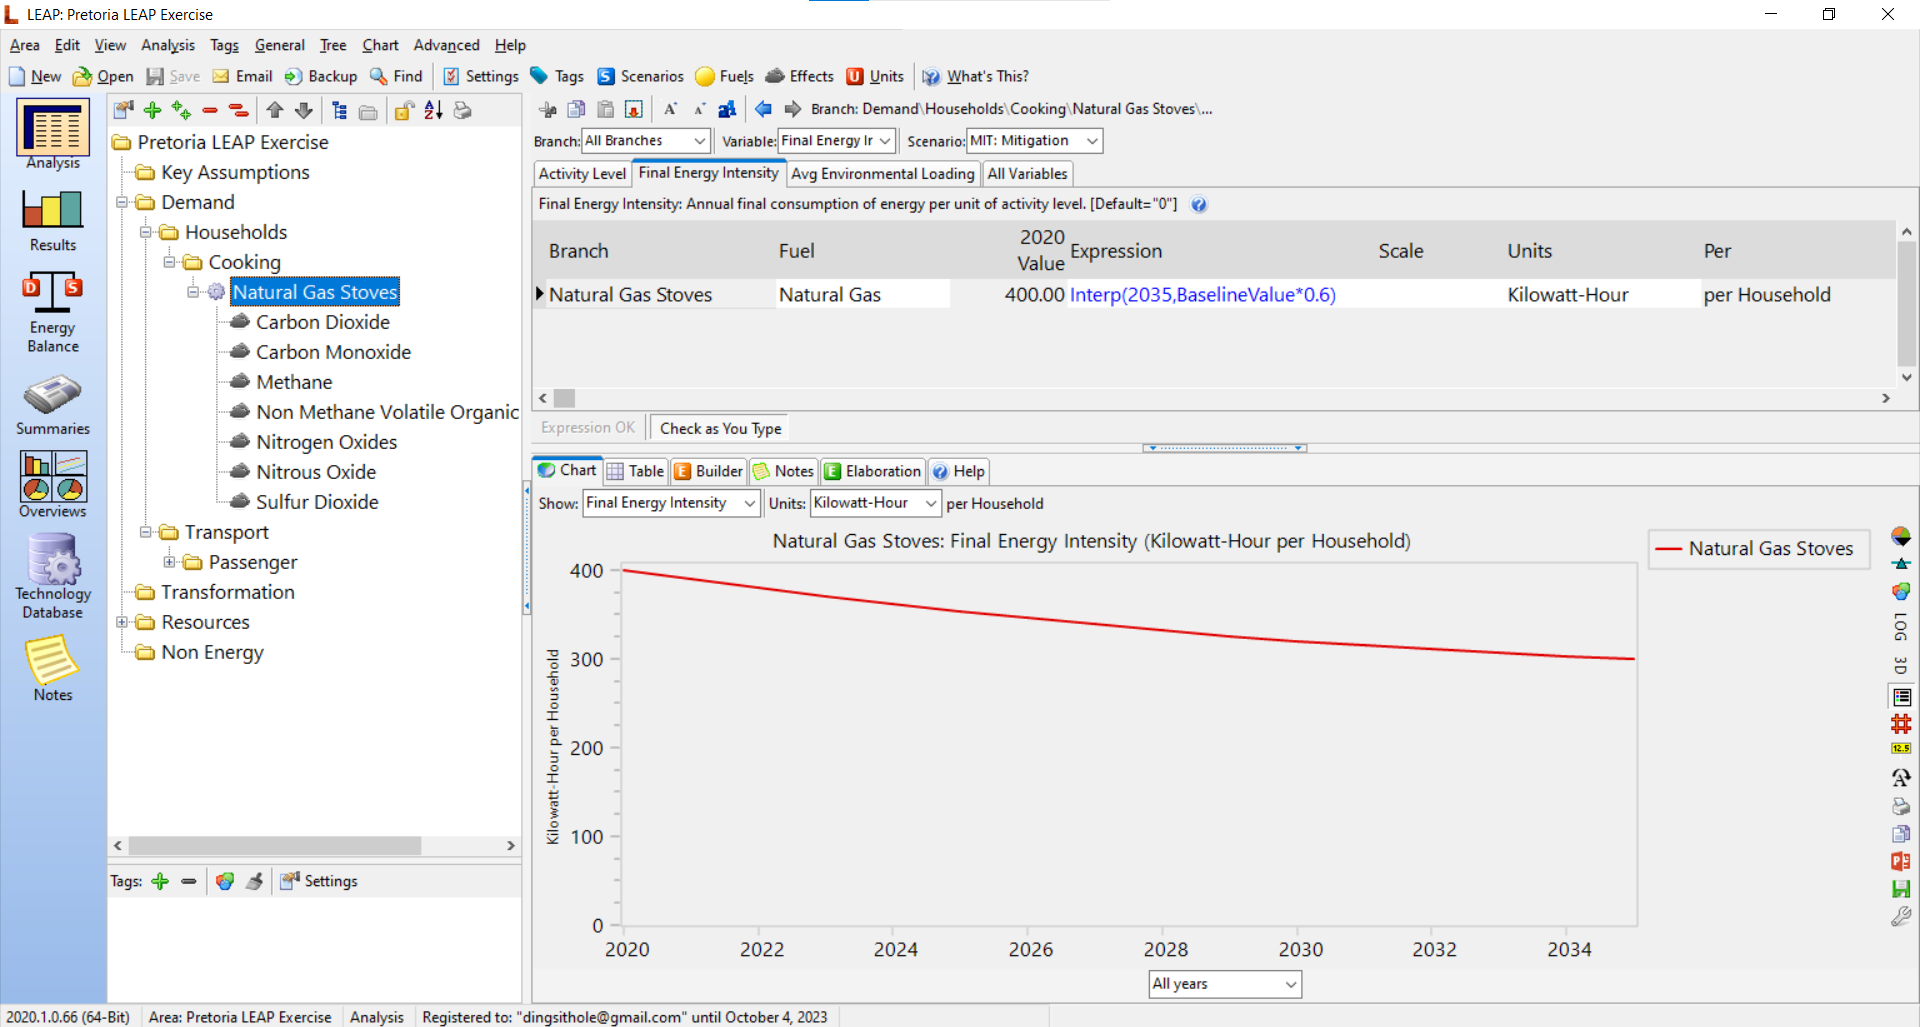 LEAP: Pretoria LEAP Exercise
Area Edit View Analysis Tags General Tree Chart Advanced Help
New Open Save Email Backup Find Settings Tags Scenarios Fuels Effects Units What's This?
Analysis
Results
Energy
Balance
Summaries
Overviews
Technology
Database
Notes
Pretoria LEAP Exercise
Key Assumptions
Demand
Households
Cooking
Natural Gas Stoves
Carbon Dioxide
Carbon Monoxide
Methane
Non Methane Volatile Organic
Nitrogen Oxides
Nitrous Oxide
Sulfur Dioxide
Transport
Passenger
Transformation
Resources
Non Energy
Tags: Settings
Branch: Demand\Households\Cooking\Natural Gas Stoves\...
Branch: All Branches Variable: Final Energy Ir Scenario: MIT: Mitigation
Activity Level Final Energy Intensity Avg Environmental Loading All Variables
Final Energy Intensity: Annual final consumption of energy per unit of activity level. [Default="0"]
Branch Fuel 2020 Value Expression Scale Units Per
Natural Gas Stoves Natural Gas 400.00 Interp(2035,BaselineValue*0.6) Kilowatt-Hour per Household
Expression OK Check as You Type
Chart Table Builder Notes Elaboration Help
Show: Final Energy Intensity Units: Kilowatt-Hour per Household
Natural Gas Stoves: Final Energy Intensity (Kilowatt-Hour per Household)
Natural Gas Stoves
Kilowatt-Hour per Household
400
300
200
100
0
2020 2022 2024 2026 2028 2030 2032 2034
All years
LOG
3D
12.5
2020.1.0.66 (64-Bit) Area: Pretoria LEAP Exercise Analysis Registered to: "dingsithole@gmail.com" until October 4, 2023